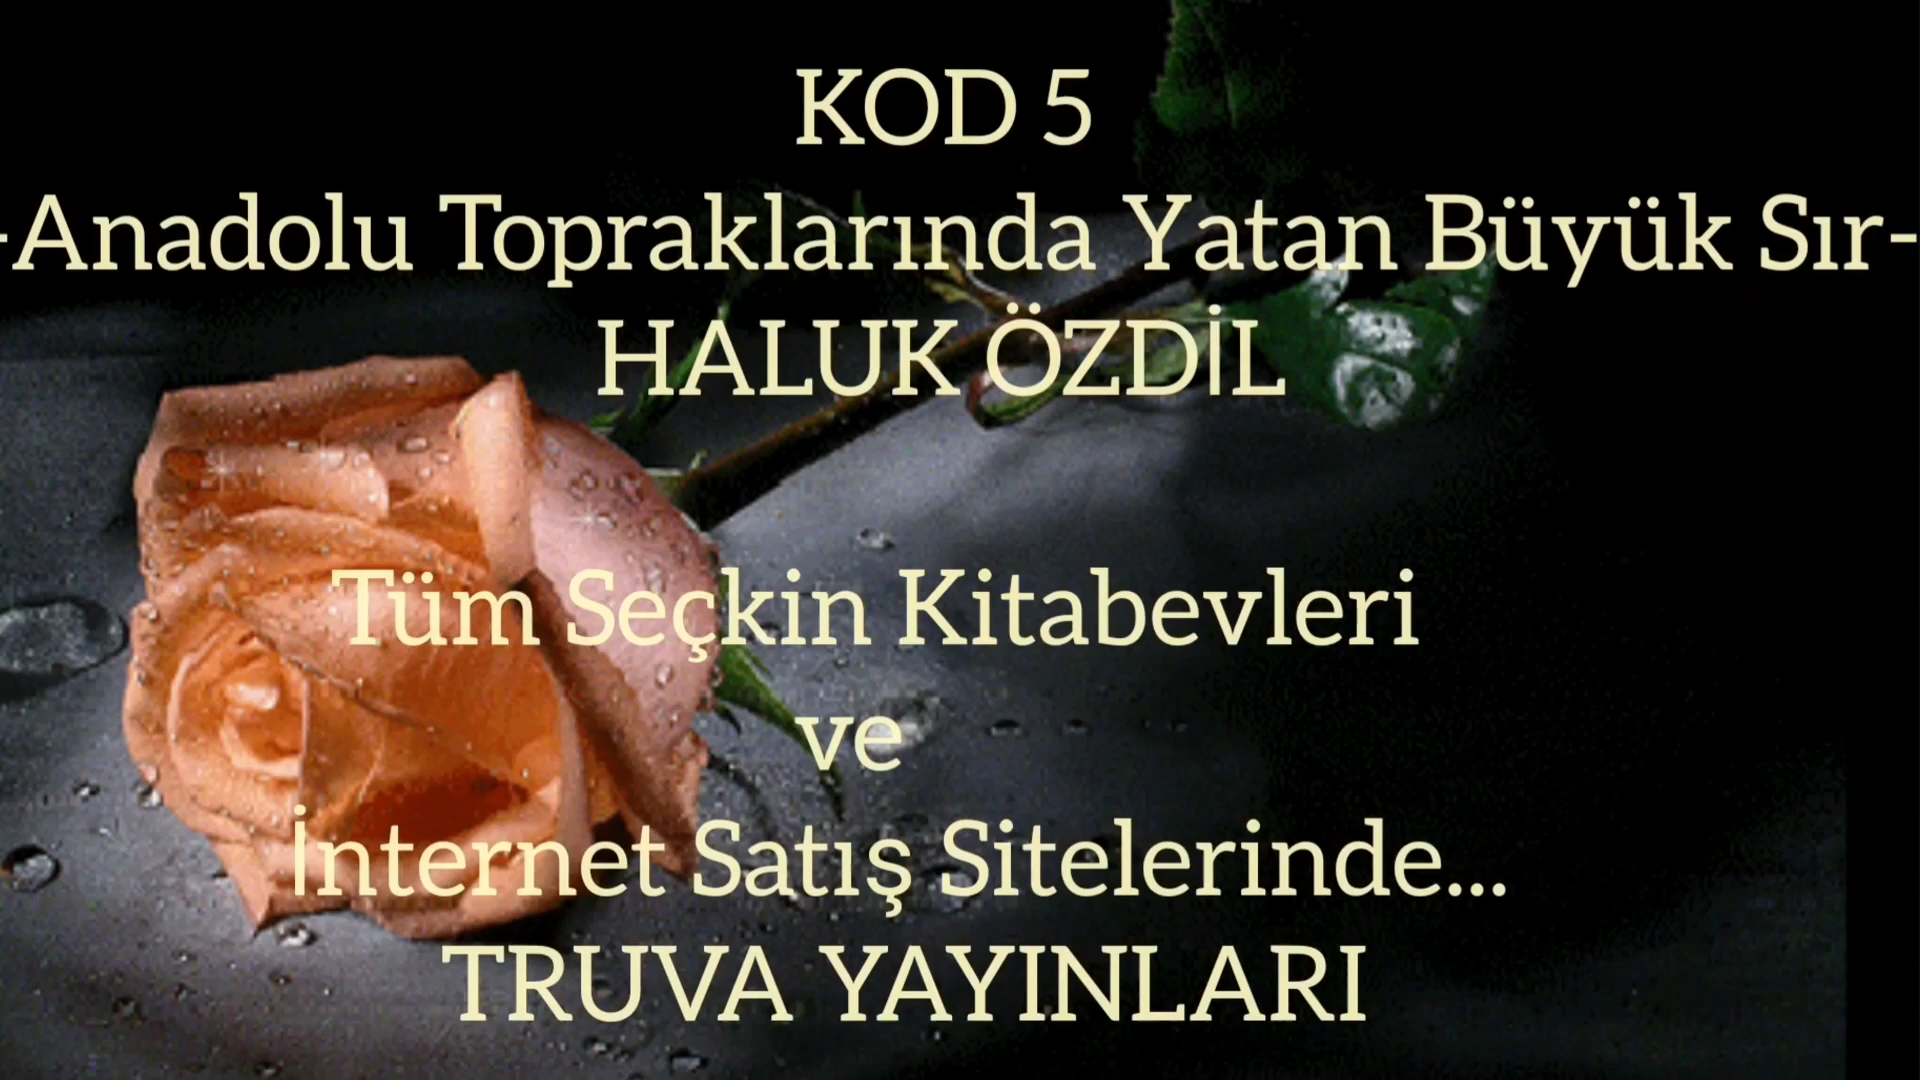 KOD 5
-Anadolu Topraklarında Yatan Büyük Sır-
HALUK ÖZDİL
Tüm Seçkin Kitabevleri
ve
İnternet Satış Sitelerinde...
TRUVA YAYINLARI